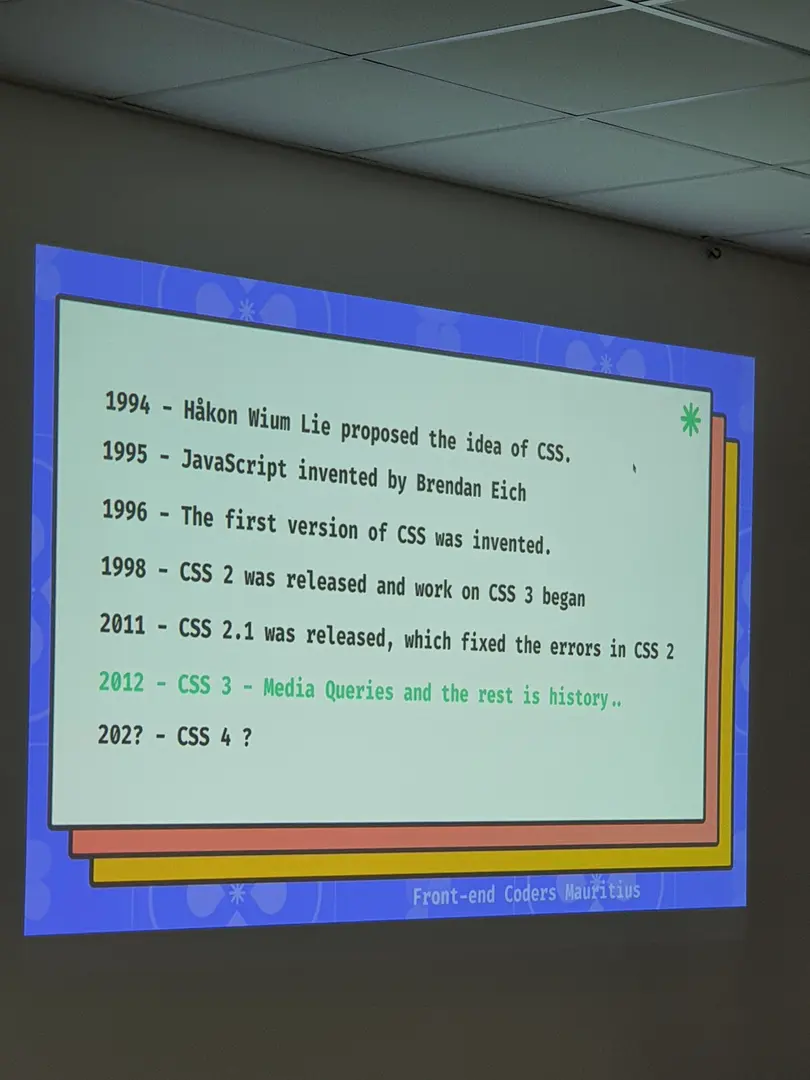 1994 - Håkon Wium Lie proposed the idea of CSS.
1995 - JavaScript invented by Brendan Eich
1996 - The first version of CSS was invented.
1998 - CSS 2 was released and work on CSS 3 began
2011 - CSS 2.1 was released, which fixed the errors in CSS 2
2012 - CSS 3 - Media Queries and the rest is history..
202? - CSS 4 ?
Front-end Coders Mauritius